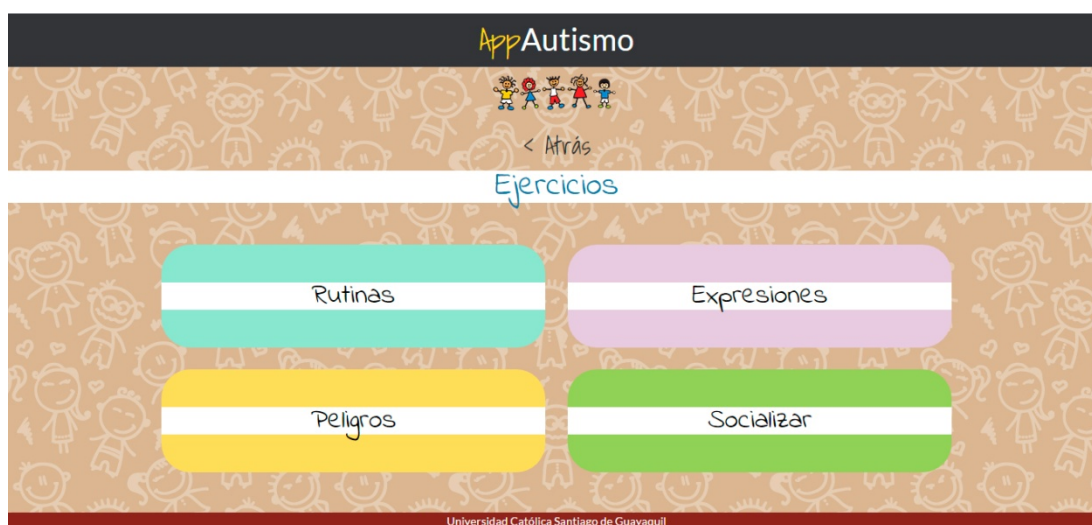 AppAutismo
< Atrás
Ejercicios
Rutinas
Expresiones
Peligros
Socializar
Universidad Católica Santiago de Guayaquil